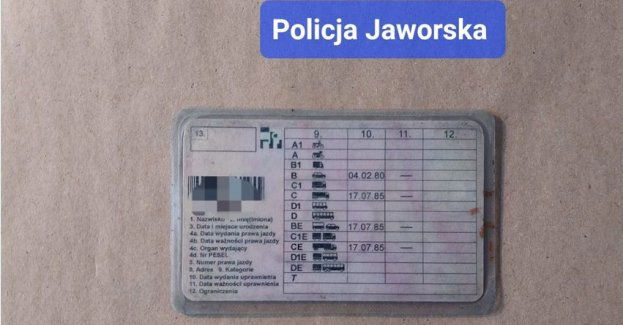 Policja Jaworska
13.
9. 10. 11. 12.
A1
A
B1
B 04.02.80 —
C1
C 17.07.85 —
D1
D
BE 17.07.85 —
C1E
CE 17.07.85 —
D1E
DE
T
1. Nazwisko 2. Imię(imiona)
3. Data i miejsce urodzenia
4a. Data wydania prawa jazdy
4b. Data ważności prawa jazdy
4c. Organ wydający
4d. Nr PESEL
5. Numer prawa jazdy
8. Adres 9. Kategorie
10. Data wydania uprawnienia
11. Data ważności uprawnienia
12. Ograniczenia